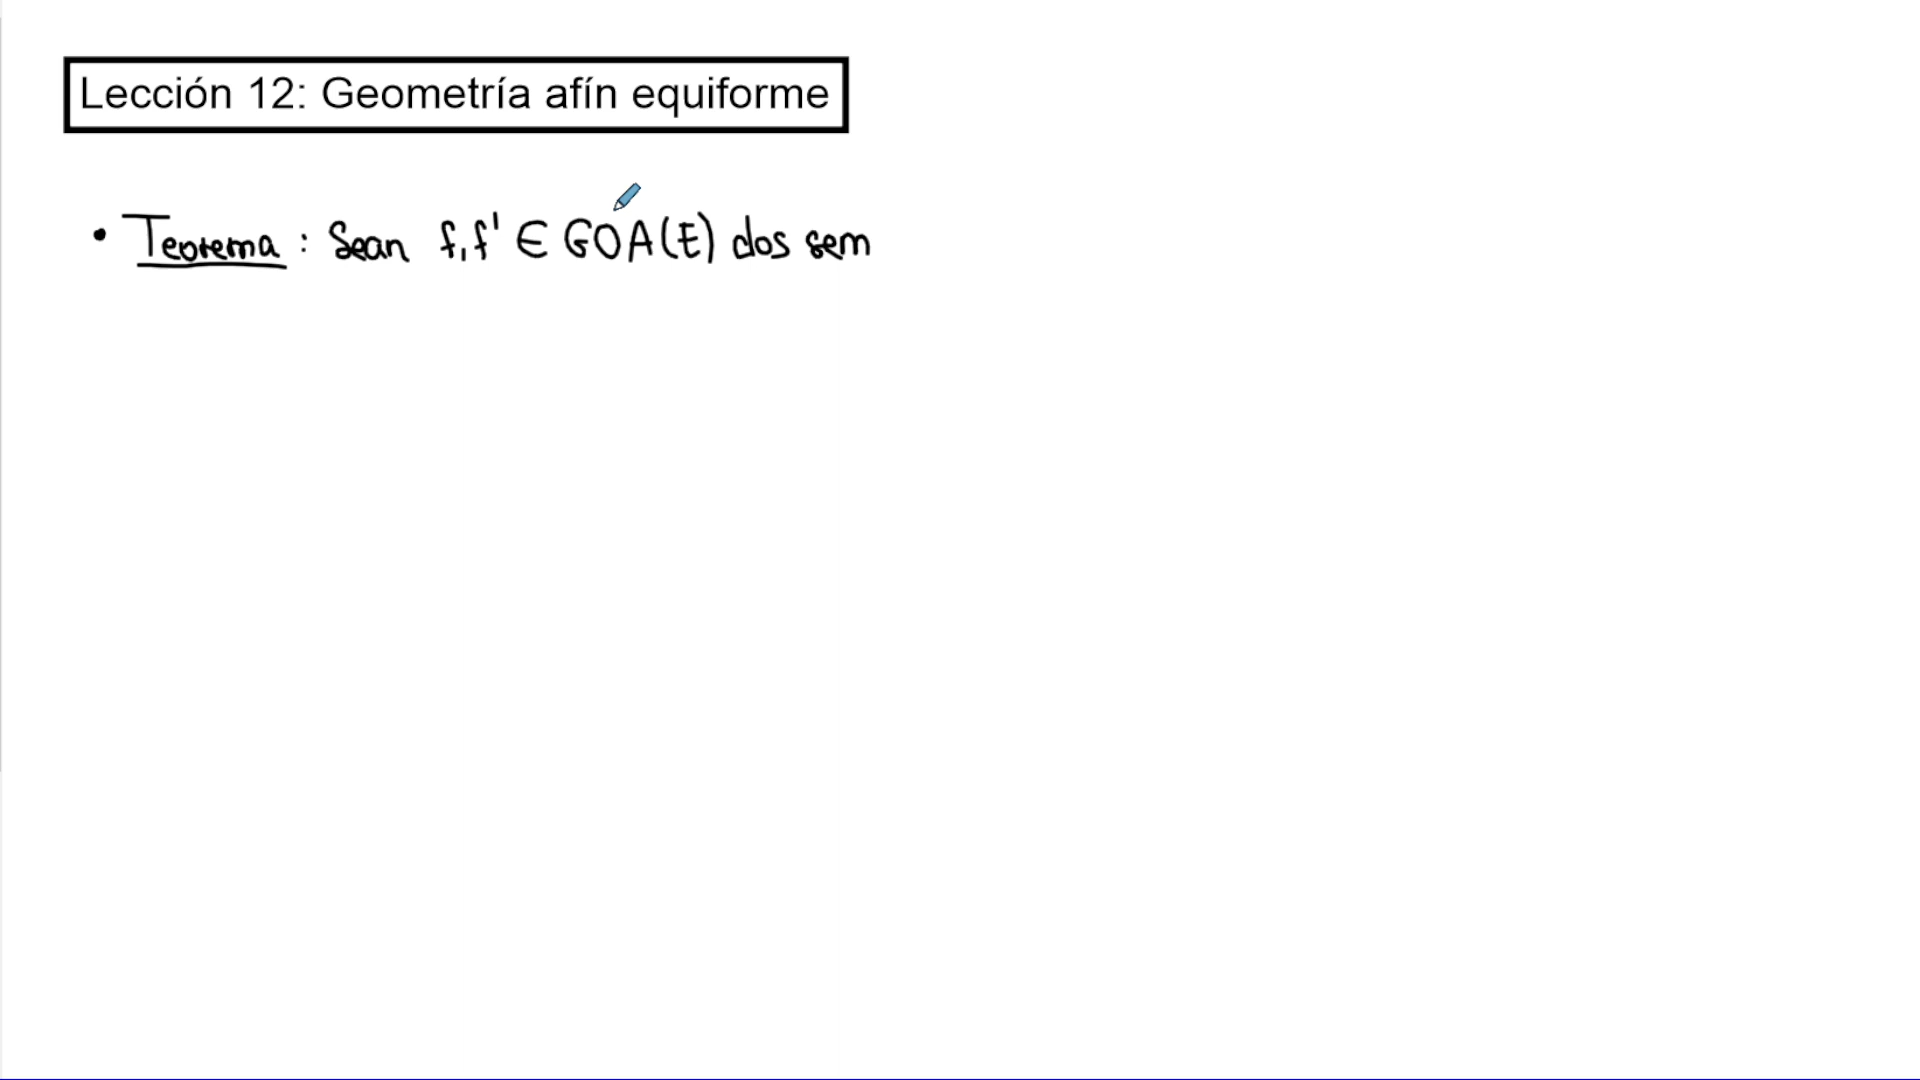 Lección 12: Geometría afín equiforme
• Teorema : Sean f, f' ∈ GOA(E) dos sem